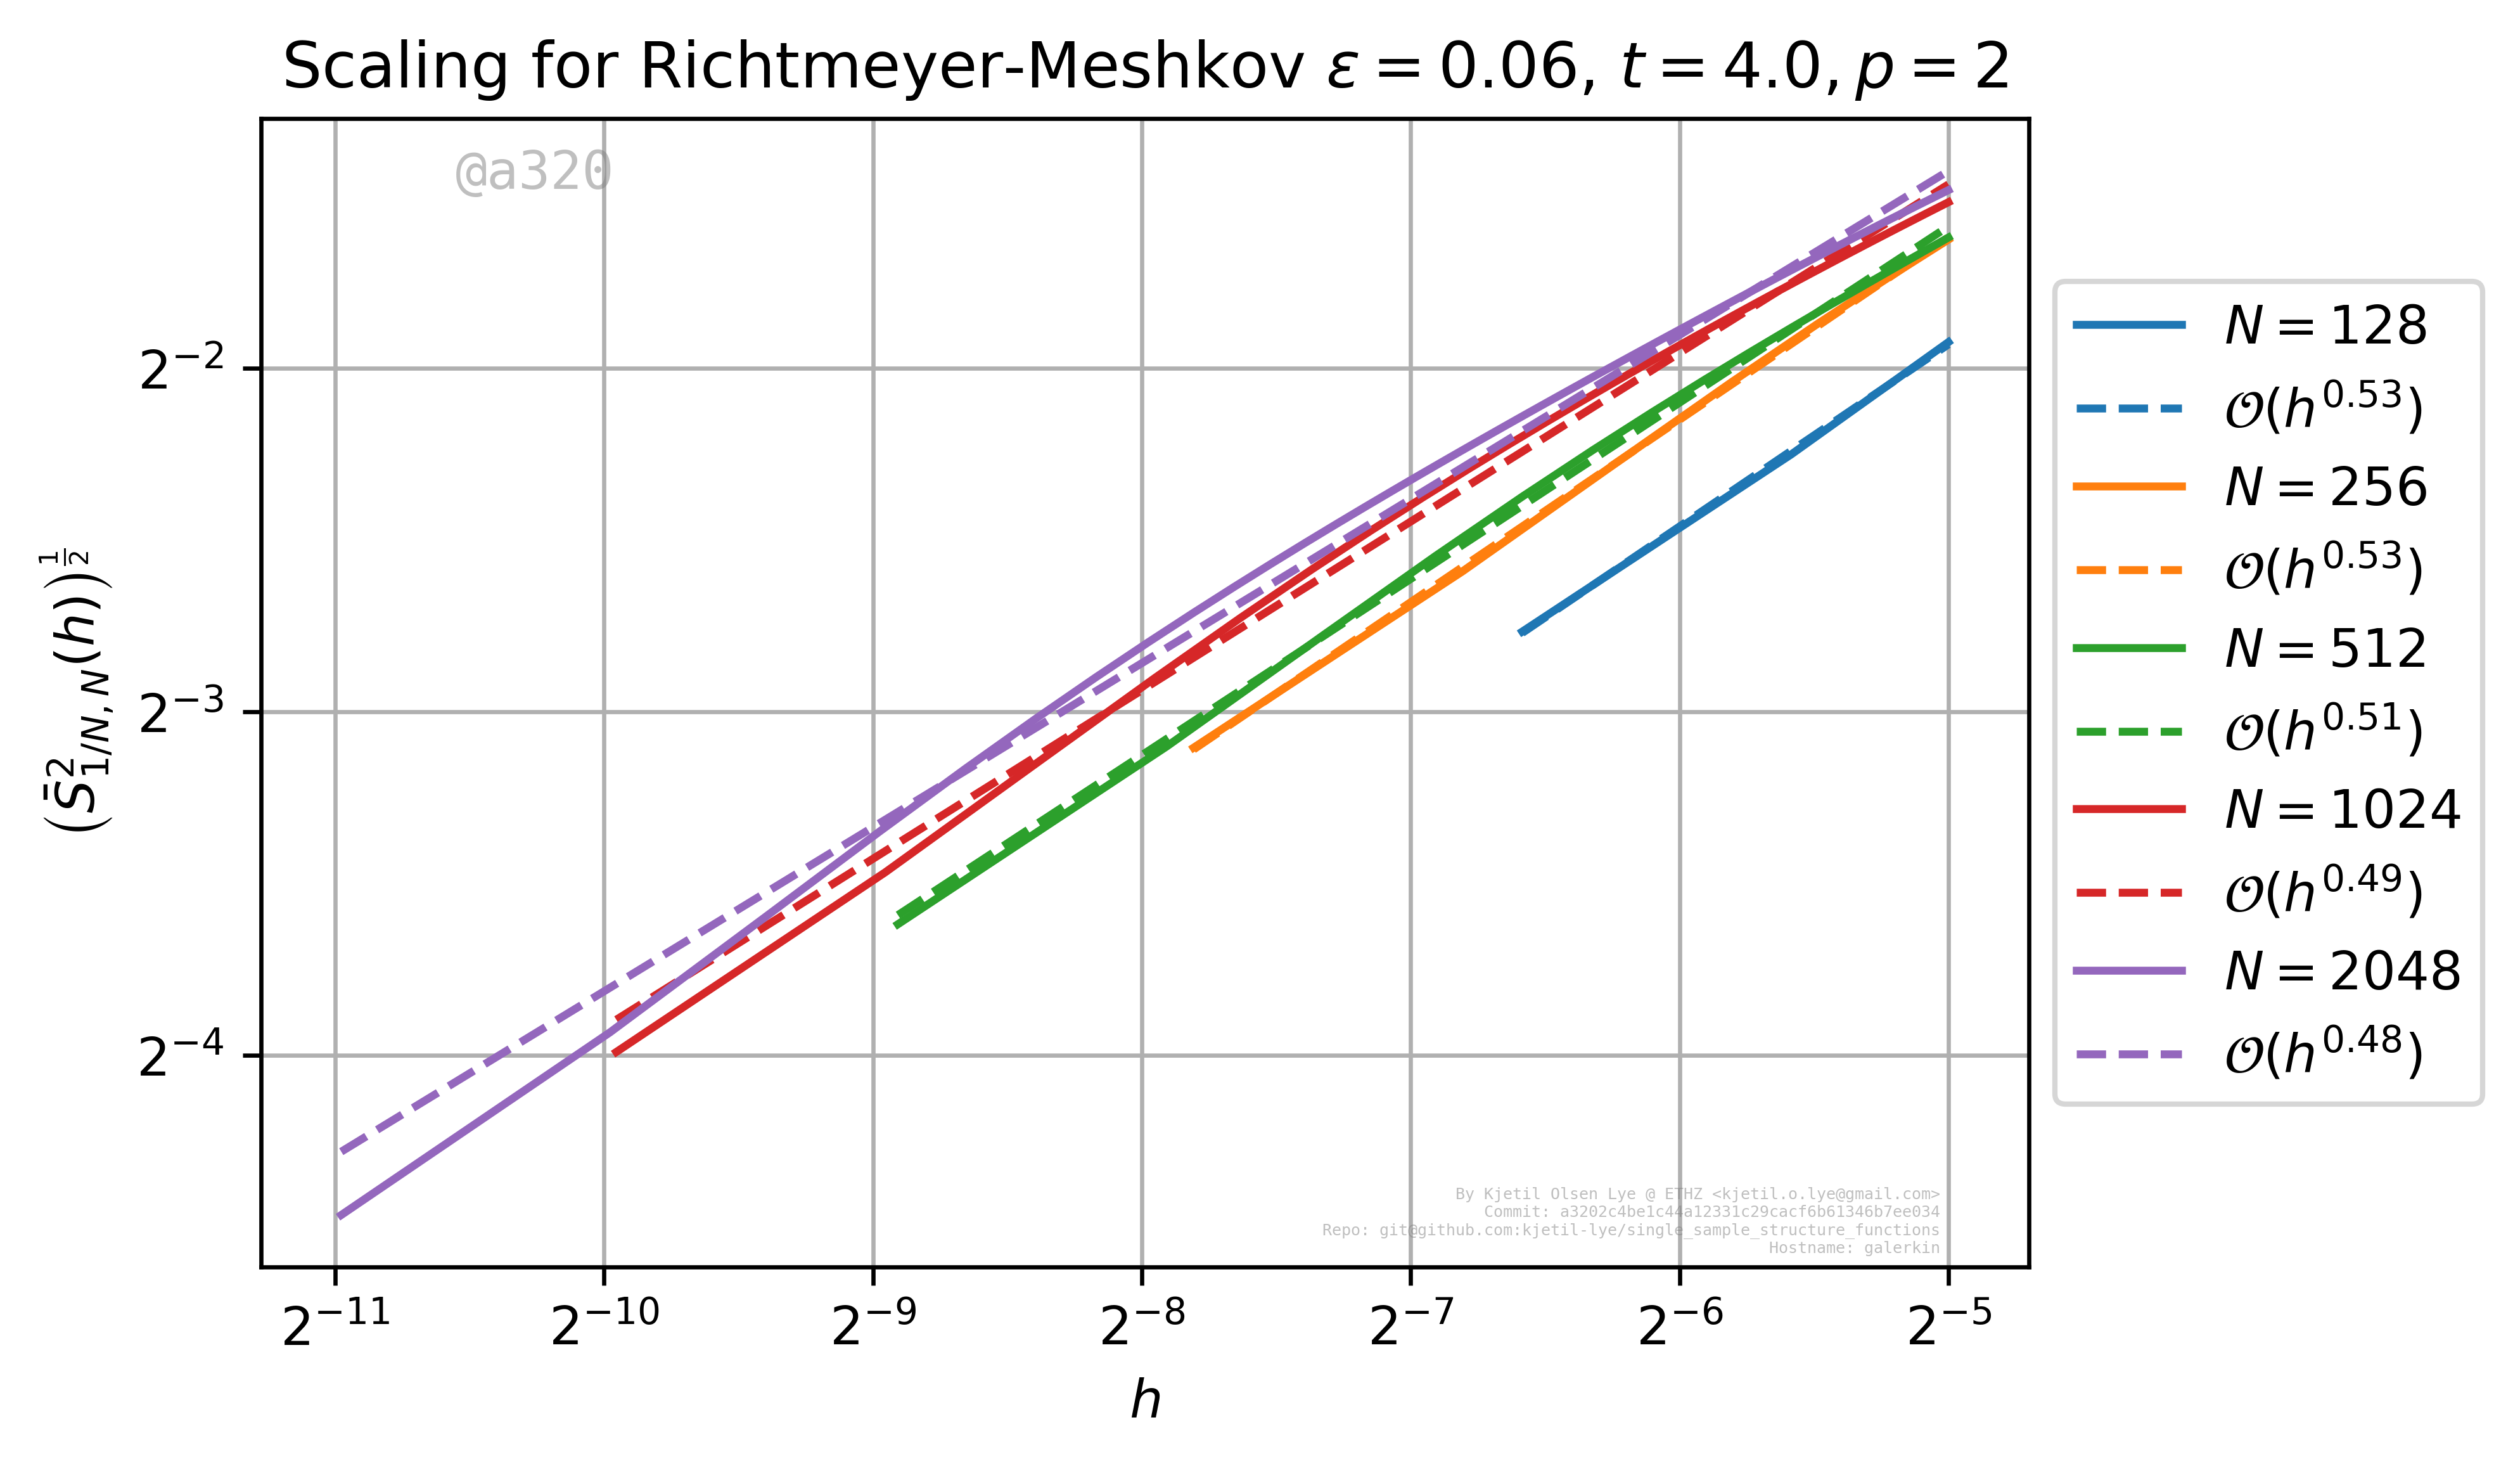 Scaling for Richtmeyer-Meshkov ε = 0.06, t = 4.0, p = 2
@a320
2⁻²
2⁻³
2⁻⁴
(S̄²₁/N, N(h))^(1/2)
2⁻¹¹ 2⁻¹⁰ 2⁻⁹ 2⁻⁸ 2⁻⁷ 2⁻⁶ 2⁻⁵
h
N = 128
𝒪(h^0.53)
N = 256
𝒪(h^0.53)
N = 512
𝒪(h^0.51)
N = 1024
𝒪(h^0.49)
N = 2048
𝒪(h^0.48)
By Kjetil Olsen Lye @ ETHZ <kjetil.o.lye@gmail.com>
Commit: a3202c4be1c44a12331c29cacf6b61346b7ee034
Repo: git@github.com:kjetil-lye/single_sample_structure_functions
Hostname: galerkin